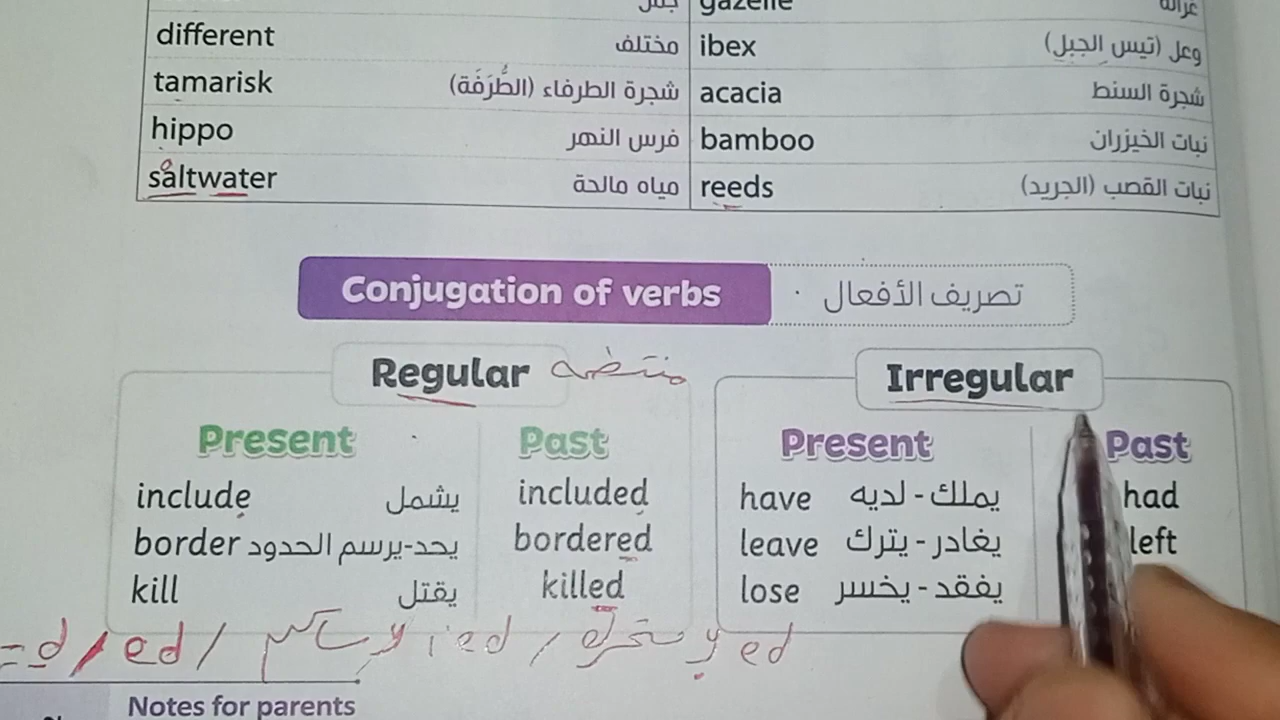 جمل gazelle غزالة
different مختلف ibex وعل (تيس الجبل)
tamarisk شجرة الطرفاء (الطُّرَفَة) acacia شجرة السنط
hippo فرس النهر bamboo نبات الخيزران
saltwater مياه مالحة reeds نبات القصب (الجريد)
Conjugation of verbs تصريف الأفعال
Regular منتظمه Irregular
Present Past Present Past
include يشمل included have يملك - لديه had
border يحد-يرسم الحدود bordered leave يغادر - يترك left
kill يقتل killed lose يفقد - يخسر
= d / ed / ied / y ed
Notes for parents